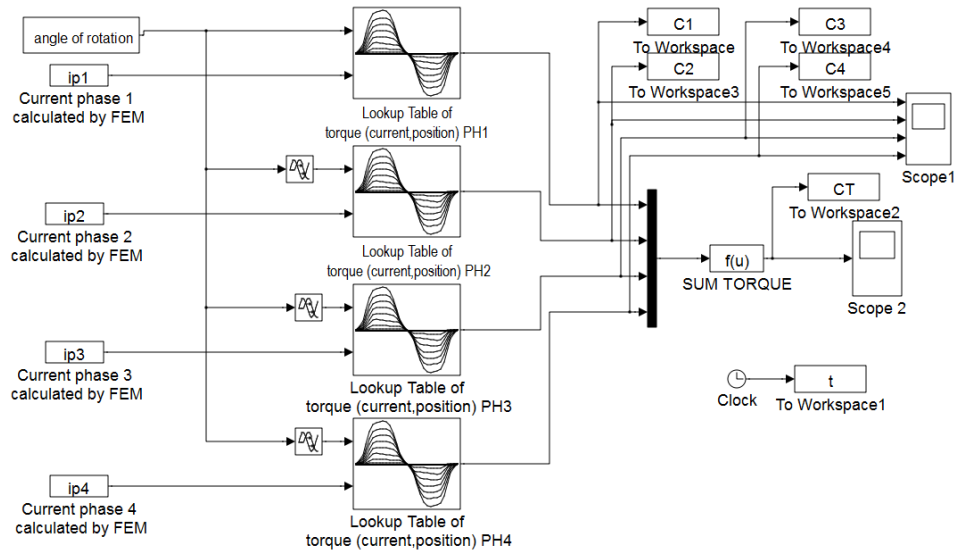 angle of rotation
ip1
Current phase 1
calculated by FEM
Lookup Table of
torque (current,position) PH1
ip2
Current phase 2
calculated by FEM
Lookup Table of
torque (current,position) PH2
ip3
Current phase 3
calculated by FEM
Lookup Table of
torque (current,position) PH3
ip4
Current phase 4
calculated by FEM
Lookup Table of
torque (current,position) PH4
C1
To Workspace
C2
To Workspace3
C3
To Workspace4
C4
To Workspace5
Scope1
CT
To Workspace2
f(u)
SUM TORQUE
Scope 2
Clock
t
To Workspace1